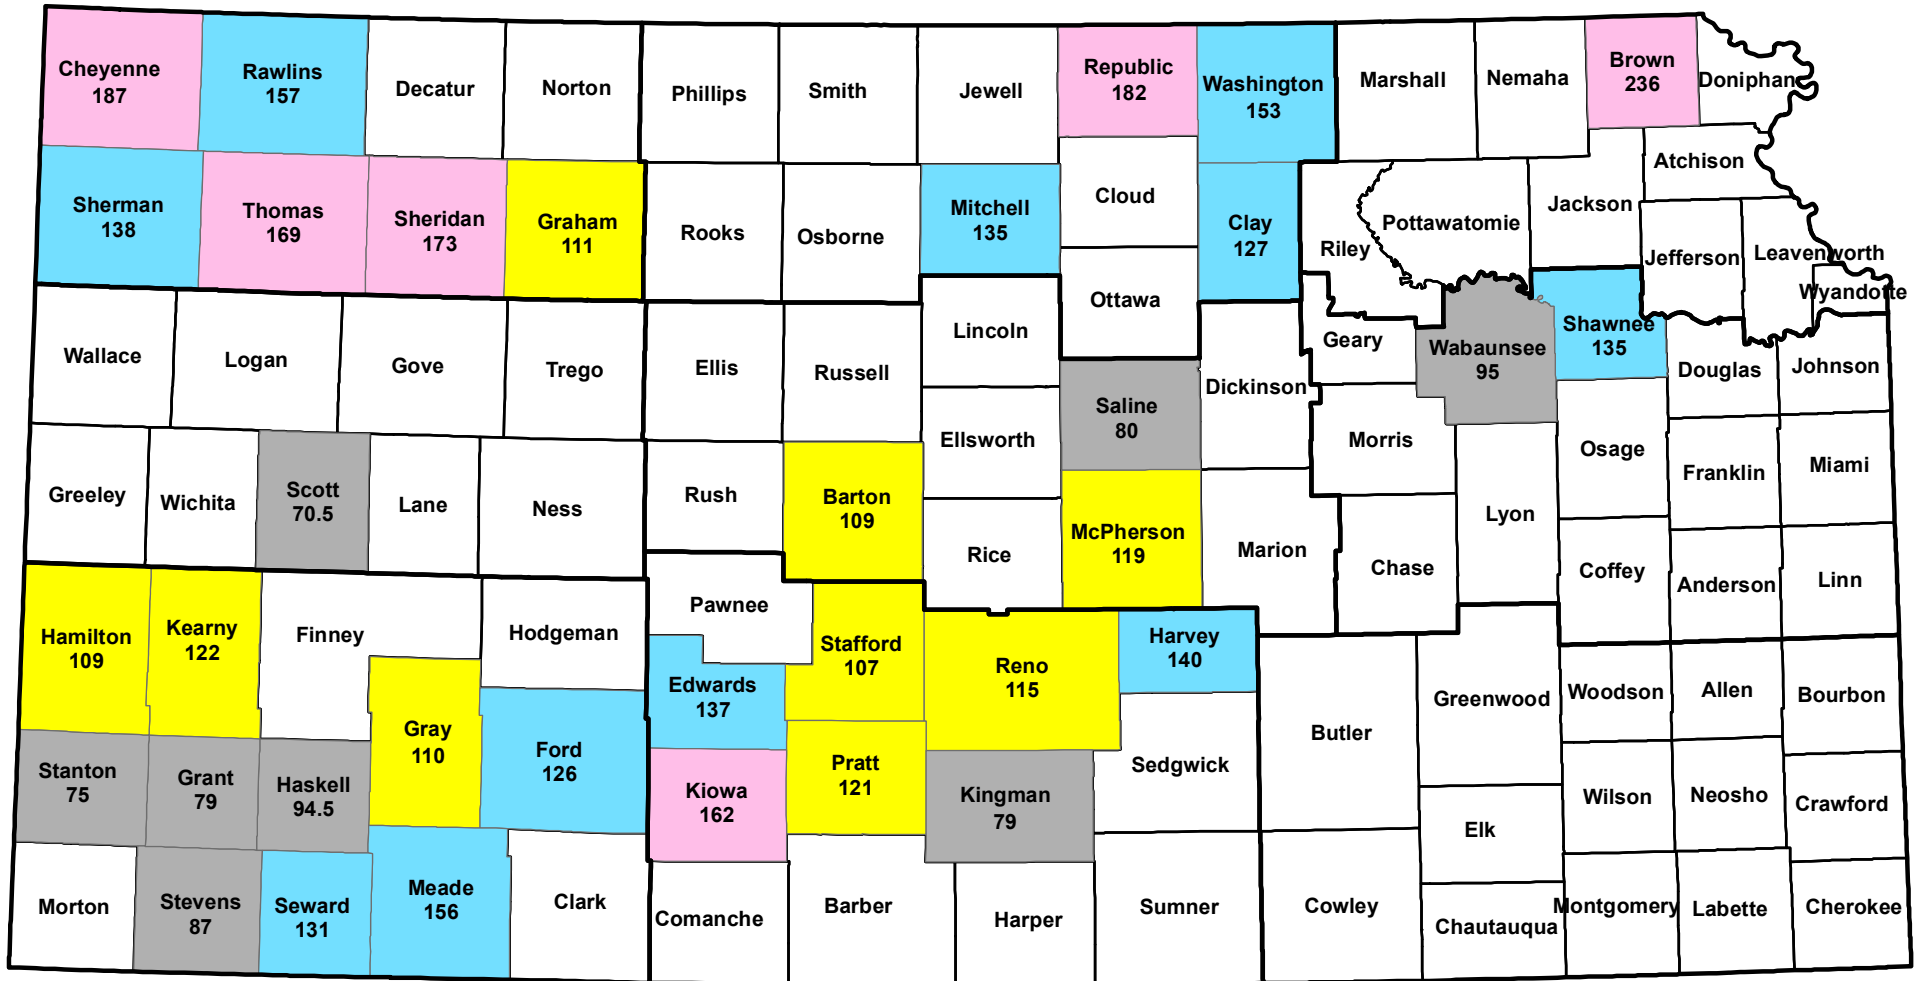 Cheyenne
187
Rawlins
157
Decatur
Norton
Phillips
Smith
Jewell
Republic
182
Washington
153
Marshall
Nemaha
Brown
236
Doniphan
Sherman
138
Thomas
169
Sheridan
173
Graham
111
Rooks
Osborne
Mitchell
135
Cloud
Clay
127
Riley
Pottawatomie
Jackson
Atchison
Jefferson
Leavenworth
Wyandotte
Ottawa
Wallace
Logan
Gove
Trego
Ellis
Russell
Lincoln
Saline
80
Dickinson
Geary
Wabaunsee
95
Shawnee
135
Douglas
Johnson
Ellsworth
Morris
Osage
Franklin
Miami
Greeley
Wichita
Scott
70.5
Lane
Ness
Rush
Barton
109
Rice
McPherson
119
Marion
Chase
Lyon
Coffey
Anderson
Linn
Hamilton
109
Kearny
122
Finney
Hodgeman
Pawnee
Stafford
107
Reno
115
Harvey
140
Edwards
137
Gray
110
Ford
126
Kiowa
162
Pratt
121
Kingman
79
Sedgwick
Butler
Greenwood
Woodson
Allen
Bourbon
Stanton
75
Grant
79
Haskell
94.5
Elk
Wilson
Neosho
Crawford
Morton
Stevens
87
Seward
131
Meade
156
Clark
Comanche
Barber
Harper
Sumner
Cowley
Chautauqua
Montgomery
Labette
Cherokee